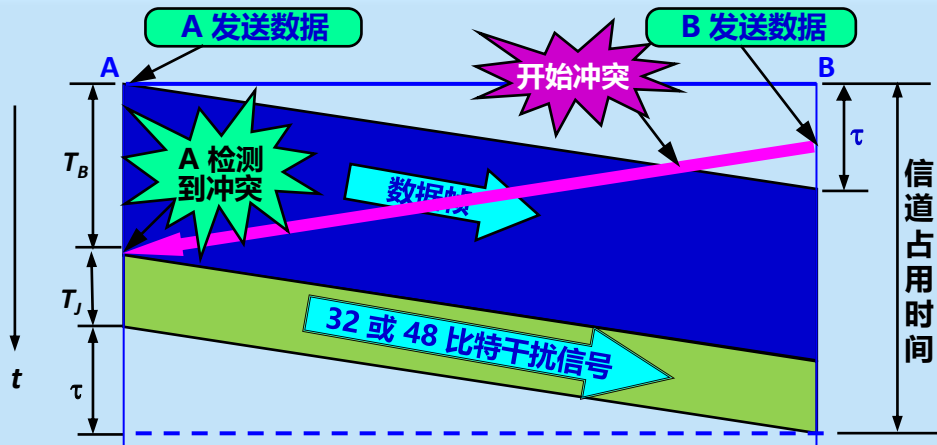 A 发送数据
B 发送数据
A
开始冲突
B
T_B
A 检测
到冲突
数据帧
τ
信道占用时间
T_J
32 或 48 比特干扰信号
t
τ